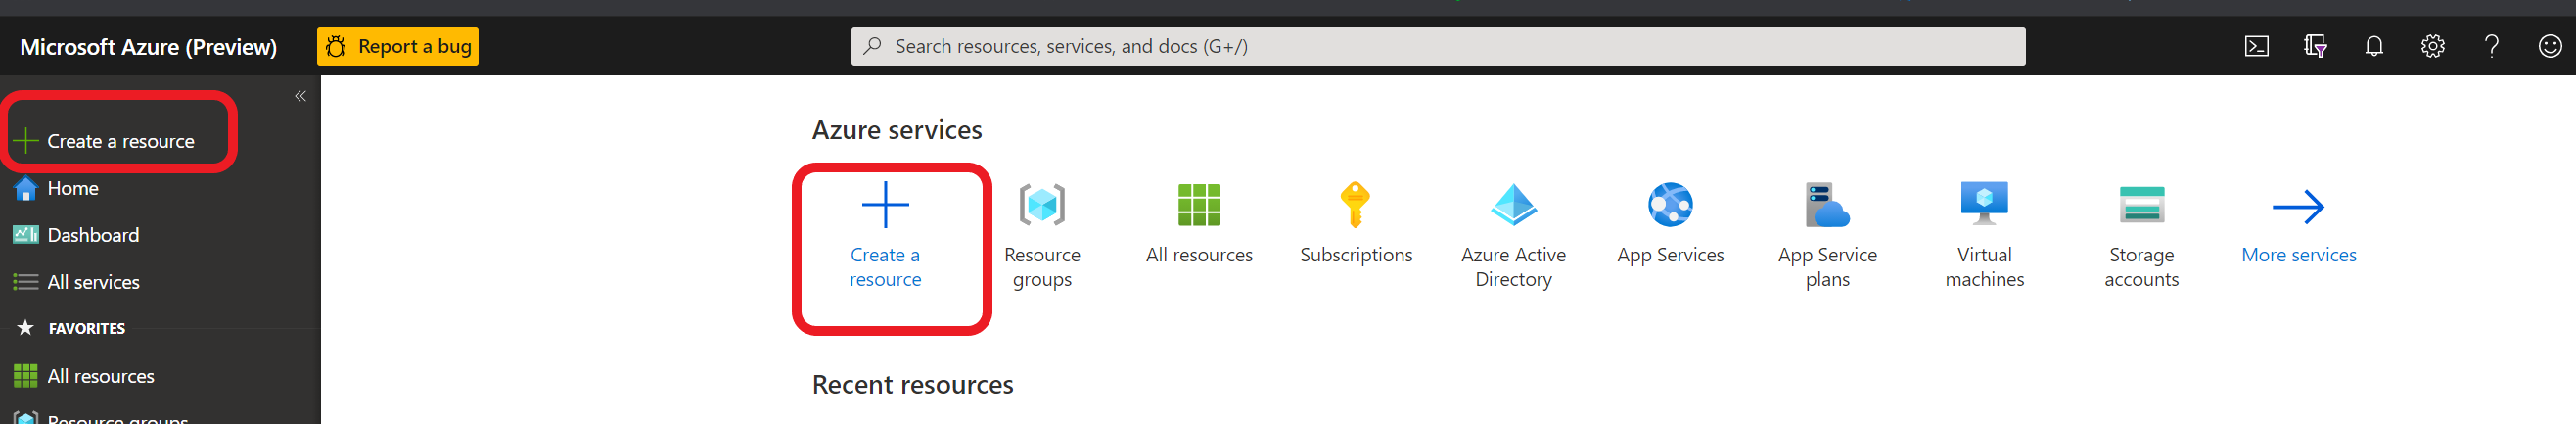 Microsoft Azure (Preview)
Report a bug
Search resources, services, and docs (G+/)
Create a resource
Home
Dashboard
All services
FAVORITES
All resources
Resource groups
Azure services
Create a
resource
Resource
groups
All resources
Subscriptions
Azure Active
Directory
App Services
App Service
plans
Virtual
machines
Storage
accounts
More services
Recent resources